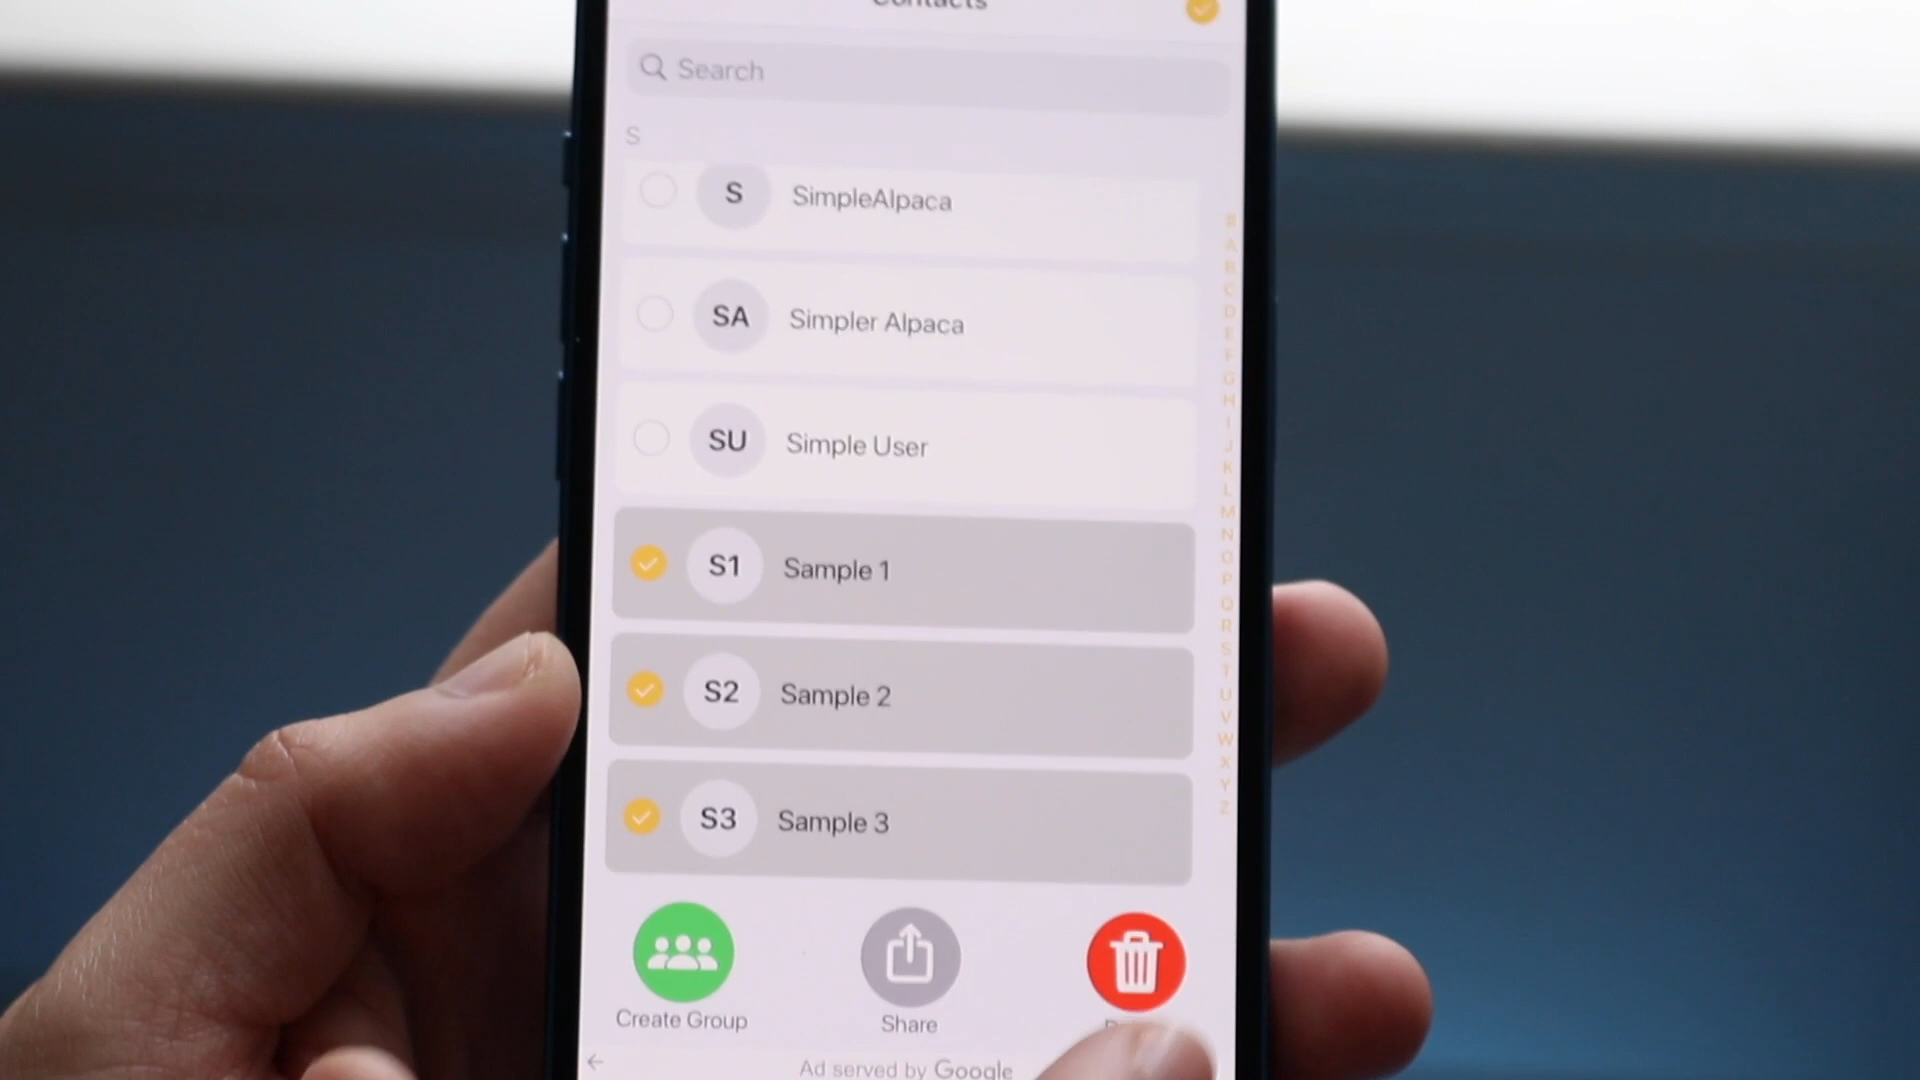 Contacts
Search
S
S SimpleAlpaca
SA Simpler Alpaca
SU Simple User
S1 Sample 1
S2 Sample 2
S3 Sample 3
Create Group
Share
Ad served by Google
#
A
B
C
D
E
F
G
H
I
J
K
L
M
N
O
P
Q
R
S
T
U
V
W
X
Y
Z